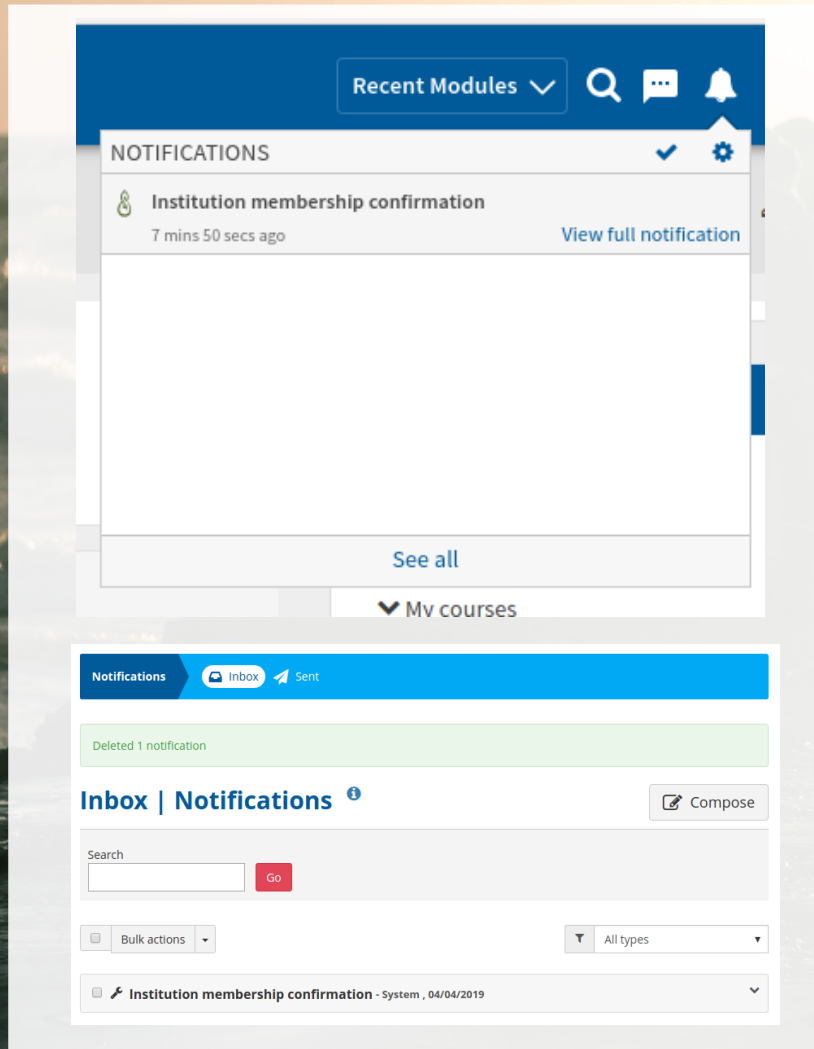 Recent Modules
NOTIFICATIONS
Institution membership confirmation
7 mins 50 secs ago
View full notification
See all
My courses
Notifications
Inbox
Sent
Deleted 1 notification
Inbox | Notifications
Compose
Search
Go
Bulk actions
All types
Institution membership confirmation - System , 04/04/2019